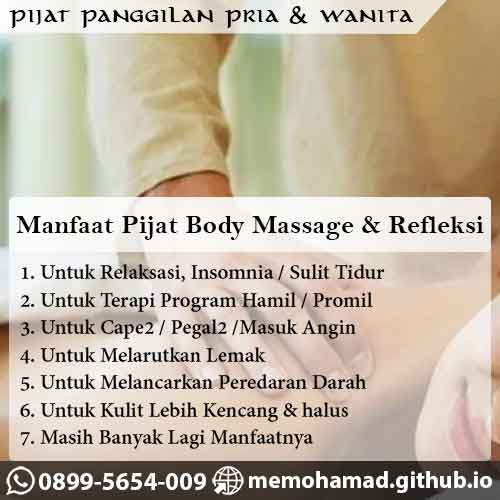 PIJAT PANGGILAN PRIA & WANITA
Manfaat Pijat Body Massage & Refleksi
1. Untuk Relaksasi, Insomnia / Sulit Tidur
2. Untuk Terapi Program Hamil / Promil
3. Untuk Cape2 / Pegal2 /Masuk Angin
4. Untuk Melarutkan Lemak
5. Untuk Melancarkan Peredaran Darah
6. Untuk Kulit Lebih Kencang & halus
7. Masih Banyak Lagi Manfaatnya
0899-5654-009 memohamad.github.io